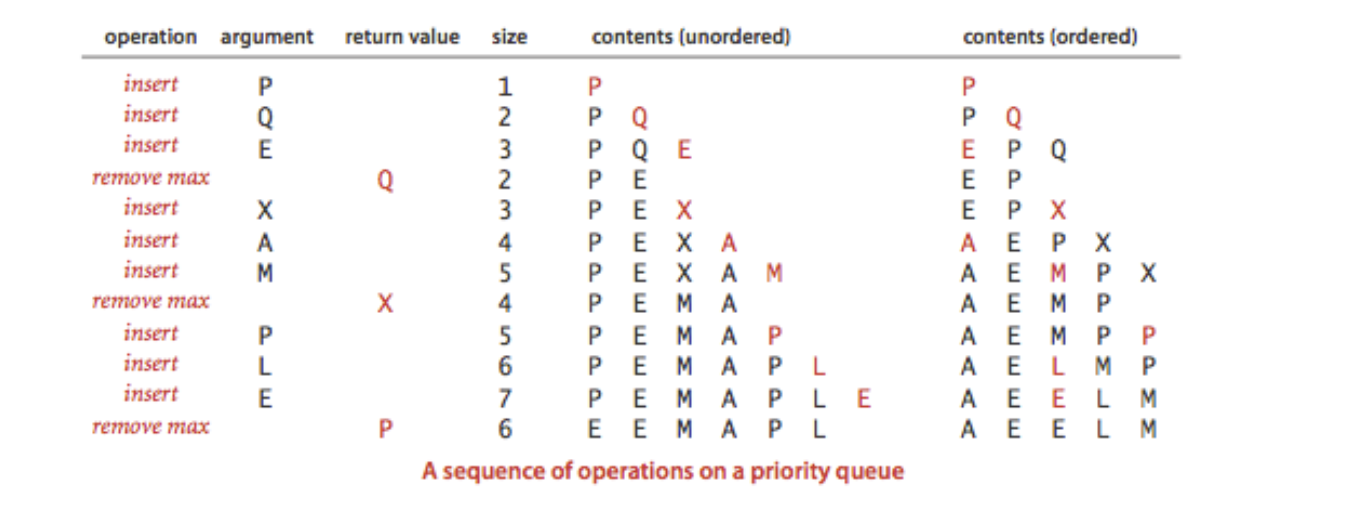 operation argument return value size contents (unordered) contents (ordered)
insert P 1 P P
insert Q 2 P Q P Q
insert E 3 P Q E E P Q
remove max Q 2 P E E P
insert X 3 P E X E P X
insert A 4 P E X A A E P X
insert M 5 P E X A M A E M P X
remove max X 4 P E M A A E M P
insert P 5 P E M A P A E M P P
insert L 6 P E M A P L A E L M P
insert E 7 P E M A P L E A E E L M
remove max P 6 E E M A P L A E E L M
A sequence of operations on a priority queue